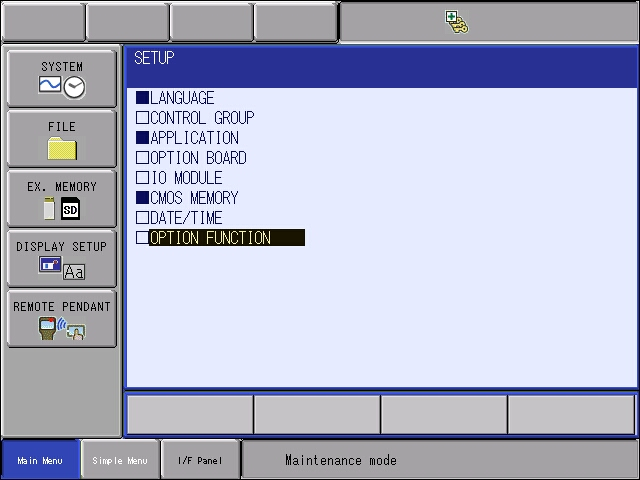 SETUP
SYSTEM
FILE
EX. MEMORY
SD
DISPLAY SETUP
Aa
REMOTE PENDANT
LANGUAGE
CONTROL GROUP
APPLICATION
OPTION BOARD
IO MODULE
CMOS MEMORY
DATE/TIME
OPTION FUNCTION
Main Menu
Simple Menu
I/F Panel
Maintenance mode